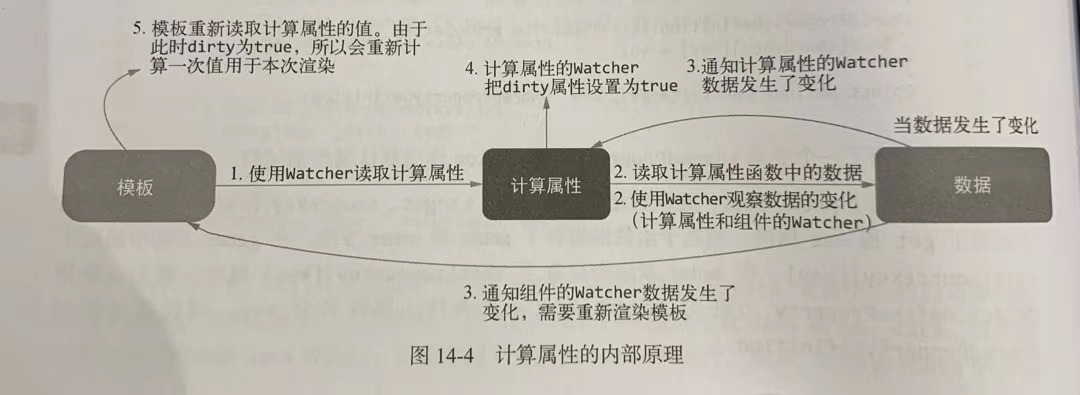 5. 模板重新读取计算属性的值。由于
此时dirty为true，所以会重新计
算一次值用于本次渲染
4. 计算属性的Watcher
把dirty属性设置为true
3.通知计算属性的Watcher
数据发生了变化
当数据发生了变化
模板
1. 使用Watcher读取计算属性
计算属性
2. 读取计算属性函数中的数据
2. 使用Watcher观察数据的变化
（计算属性和组件的Watcher）
数据
3. 通知组件的Watcher数据发生了
变化，需要重新渲染模板
图 14-4 计算属性的内部原理